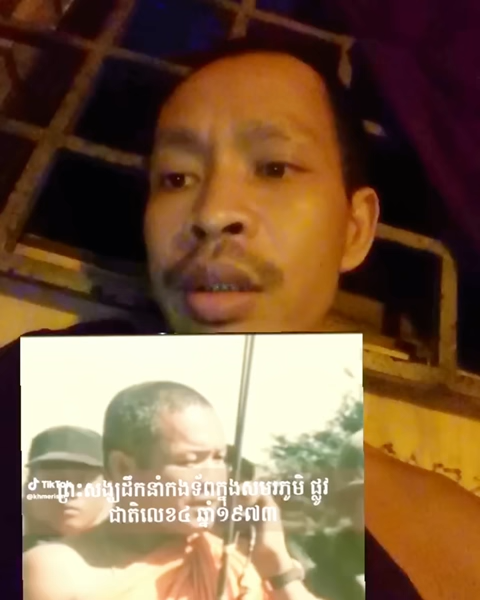 ព្រះសង្ឃដឹកនាំកងទ័ពក្នុងសមរភូមិ ផ្លូវ
ជាតិលេខ៤ ឆ្នាំ១៩៧៣
TikTok